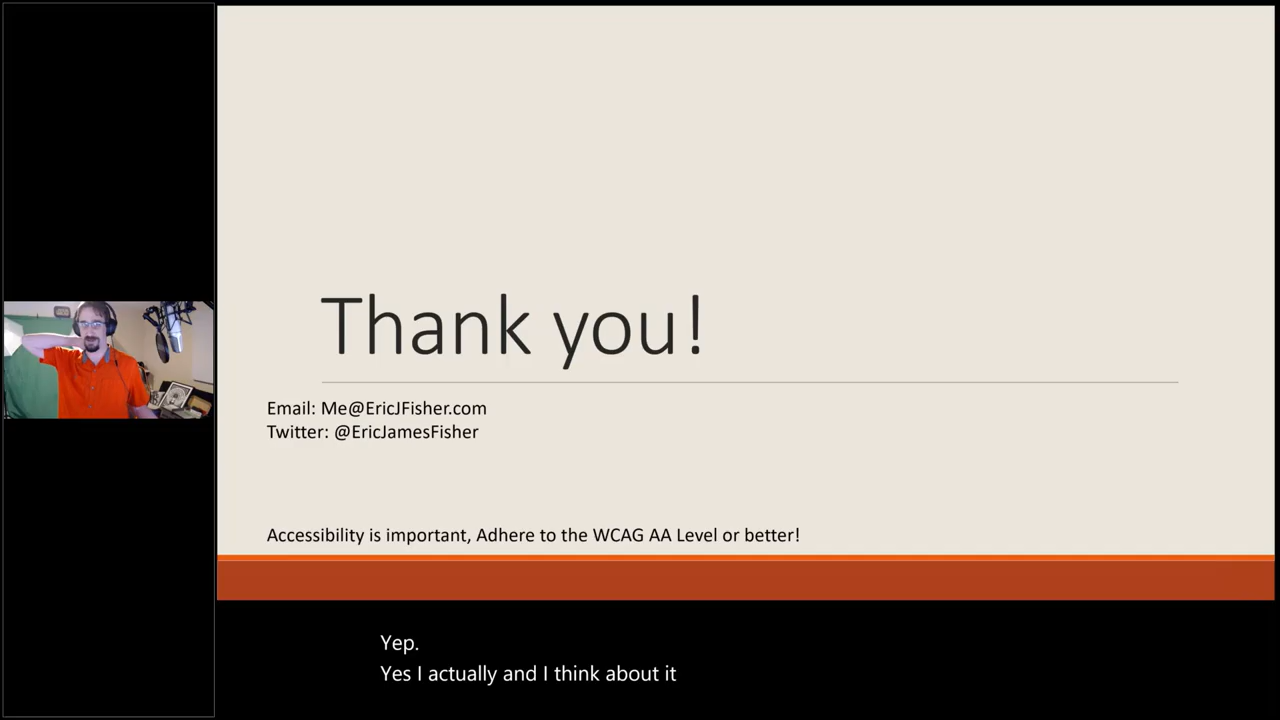 Thank you!
Email: Me@EricJFisher.com
Twitter: @EricJamesFisher
Accessibility is important, Adhere to the WCAG AA Level or better!
Yep.
Yes I actually and I think about it